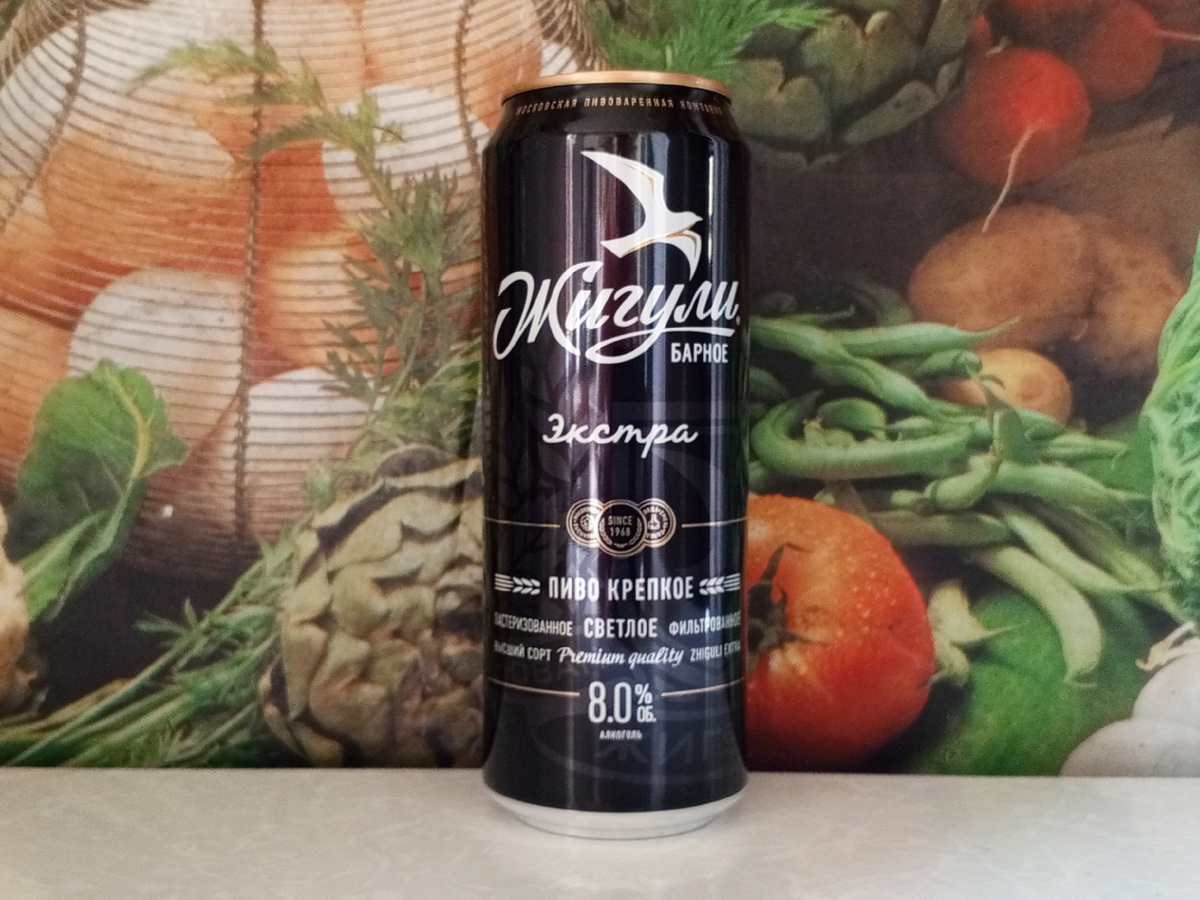 МОСКОВСКАЯ ПИВОВАРЕННАЯ КОМПАНИЯ
Жигули
БАРНОЕ
Экстра
SINCE
1968
ПИВО КРЕПКОЕ
ПАСТЕРИЗОВАННОЕ СВЕТЛОЕ ФИЛЬТРОВАННОЕ
ВЫСШИЙ СОРТ Premium quality ZHIGULI EXTRA
8.0% ОБ.
АЛКОГОЛЬ